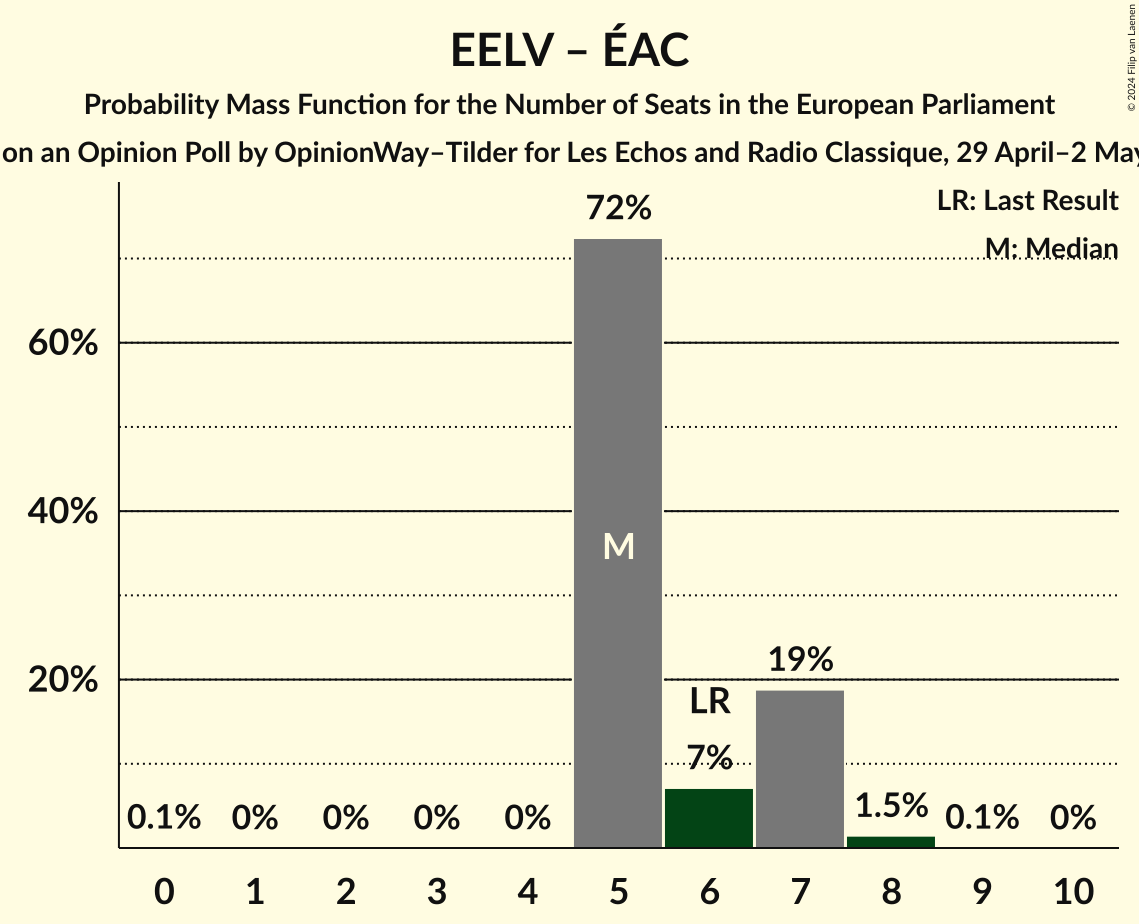 EELV – ÉAC
Probability Mass Function for the Number of Seats in the European Parliament
on an Opinion Poll by OpinionWay–Tilder for Les Echos and Radio Classique, 29 April–2 May
© 2024 Filip van Laenen
LR: Last Result
M: Median
72%
60%
40%
M
20%
19%
LR
7%
0.1% 0% 0% 0% 0% 1.5% 0.1% 0%
0 1 2 3 4 5 6 7 8 9 10